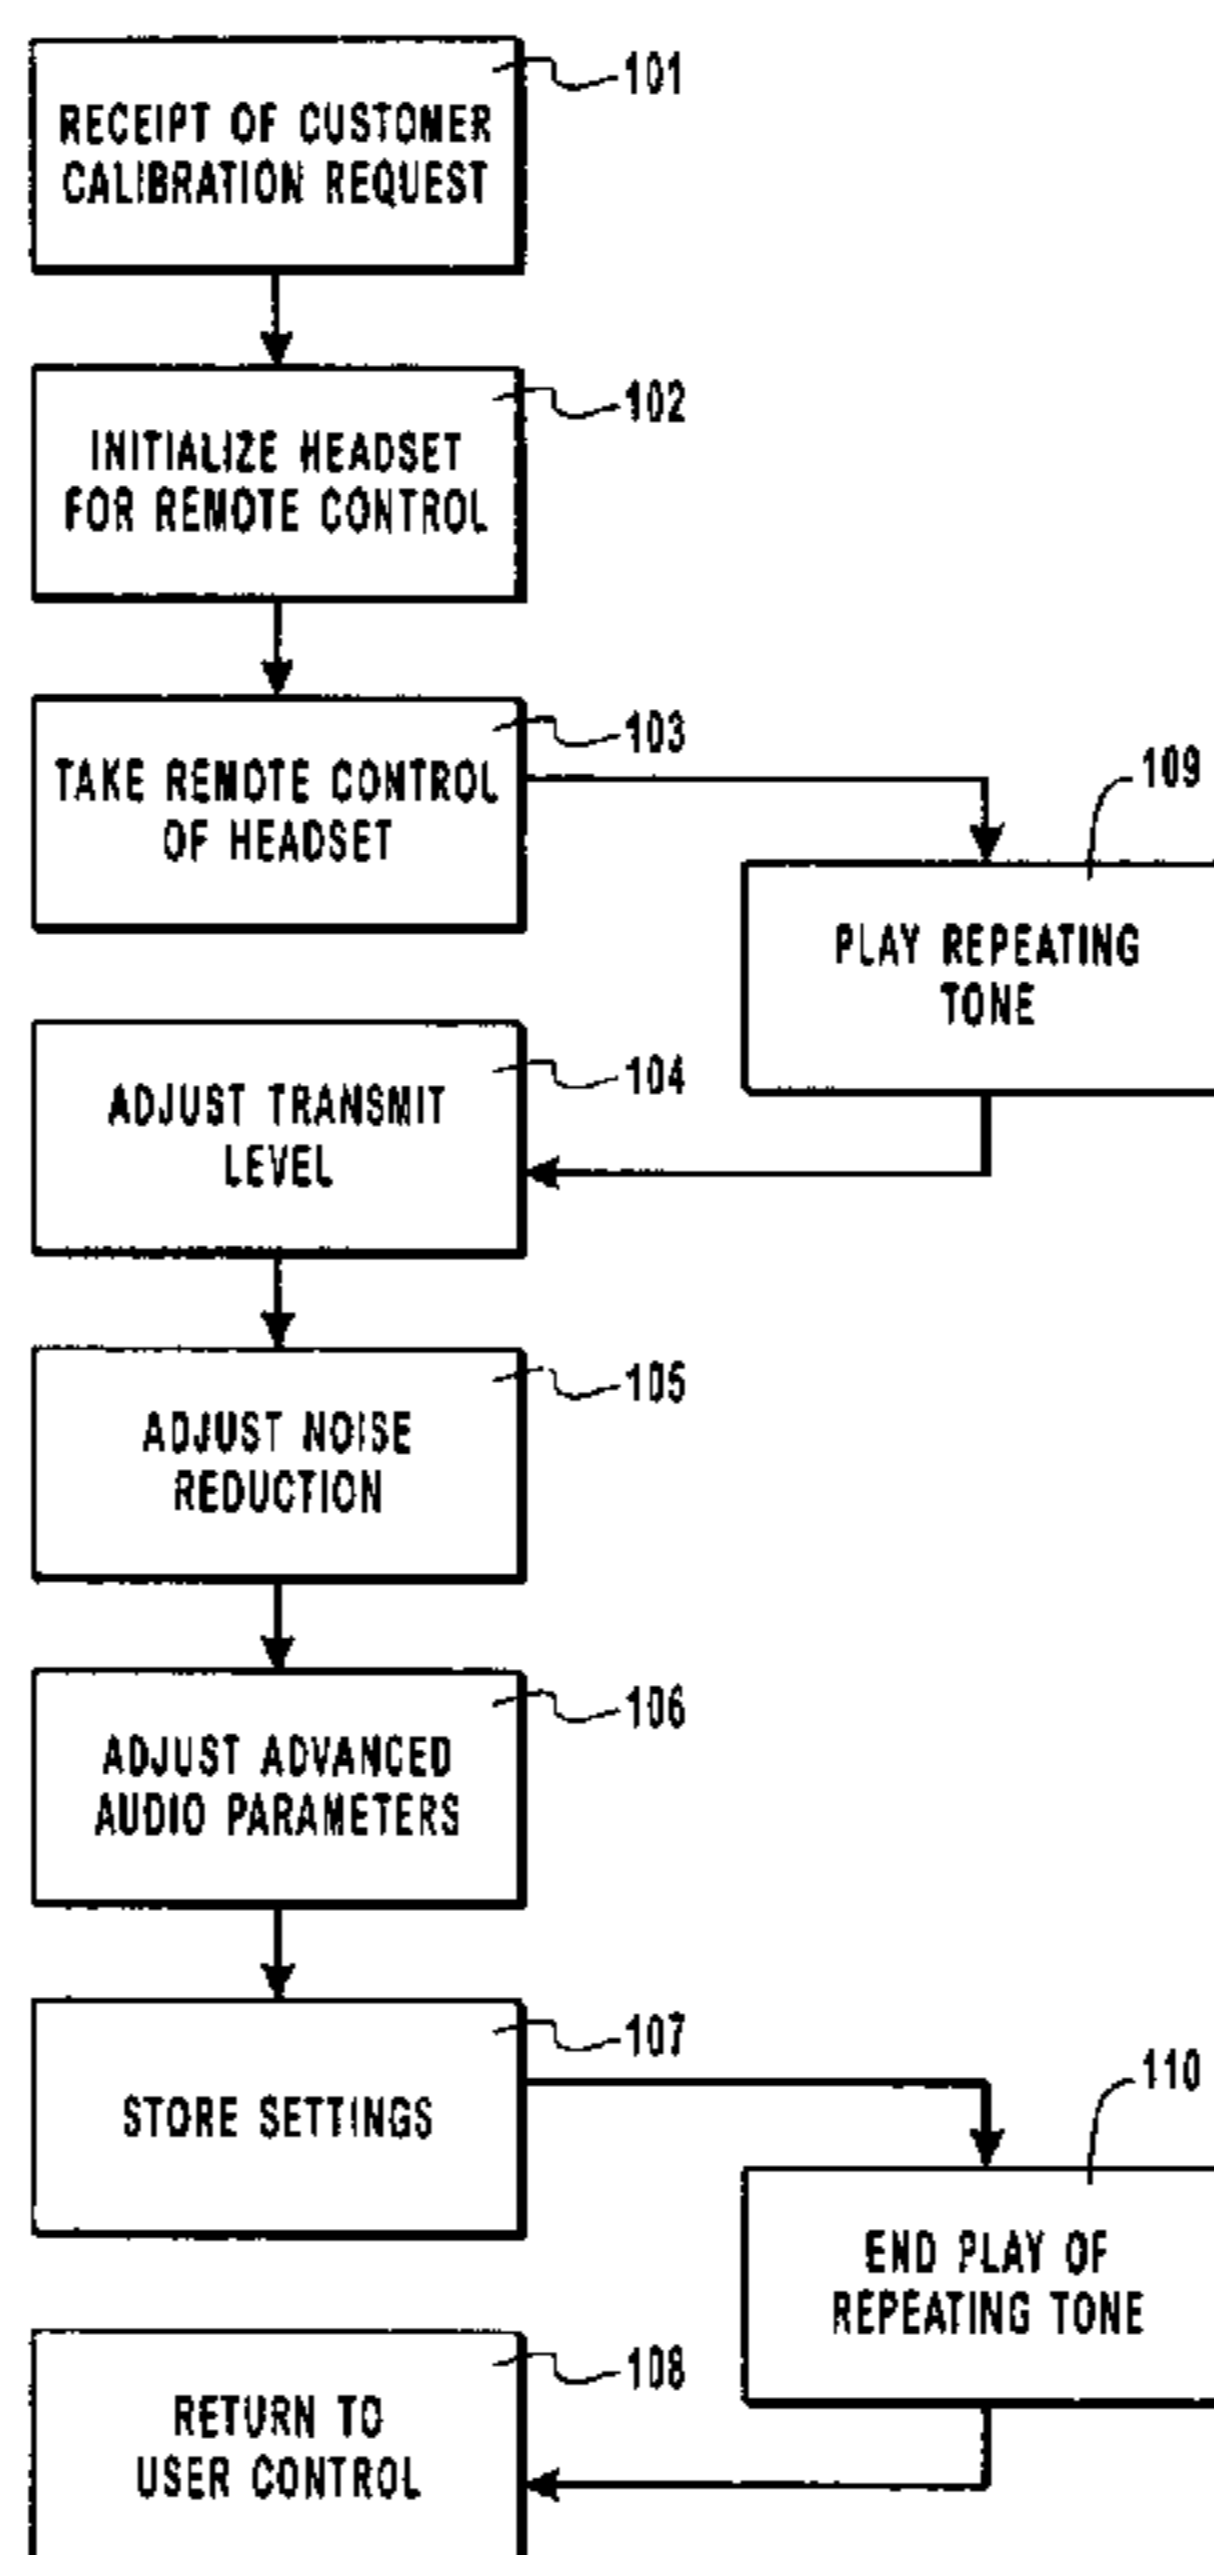 101
RECEIPT OF CUSTOMER
CALIBRATION REQUEST
102
INITIALIZE HEADSET
FOR REMOTE CONTROL
103
TAKE REMOTE CONTROL
OF HEADSET
109
PLAY REPEATING
TONE
104
ADJUST TRANSMIT
LEVEL
105
ADJUST NOISE
REDUCTION
106
ADJUST ADVANCED
AUDIO PARAMETERS
107
STORE SETTINGS
110
END PLAY OF
REPEATING TONE
108
RETURN TO
USER CONTROL